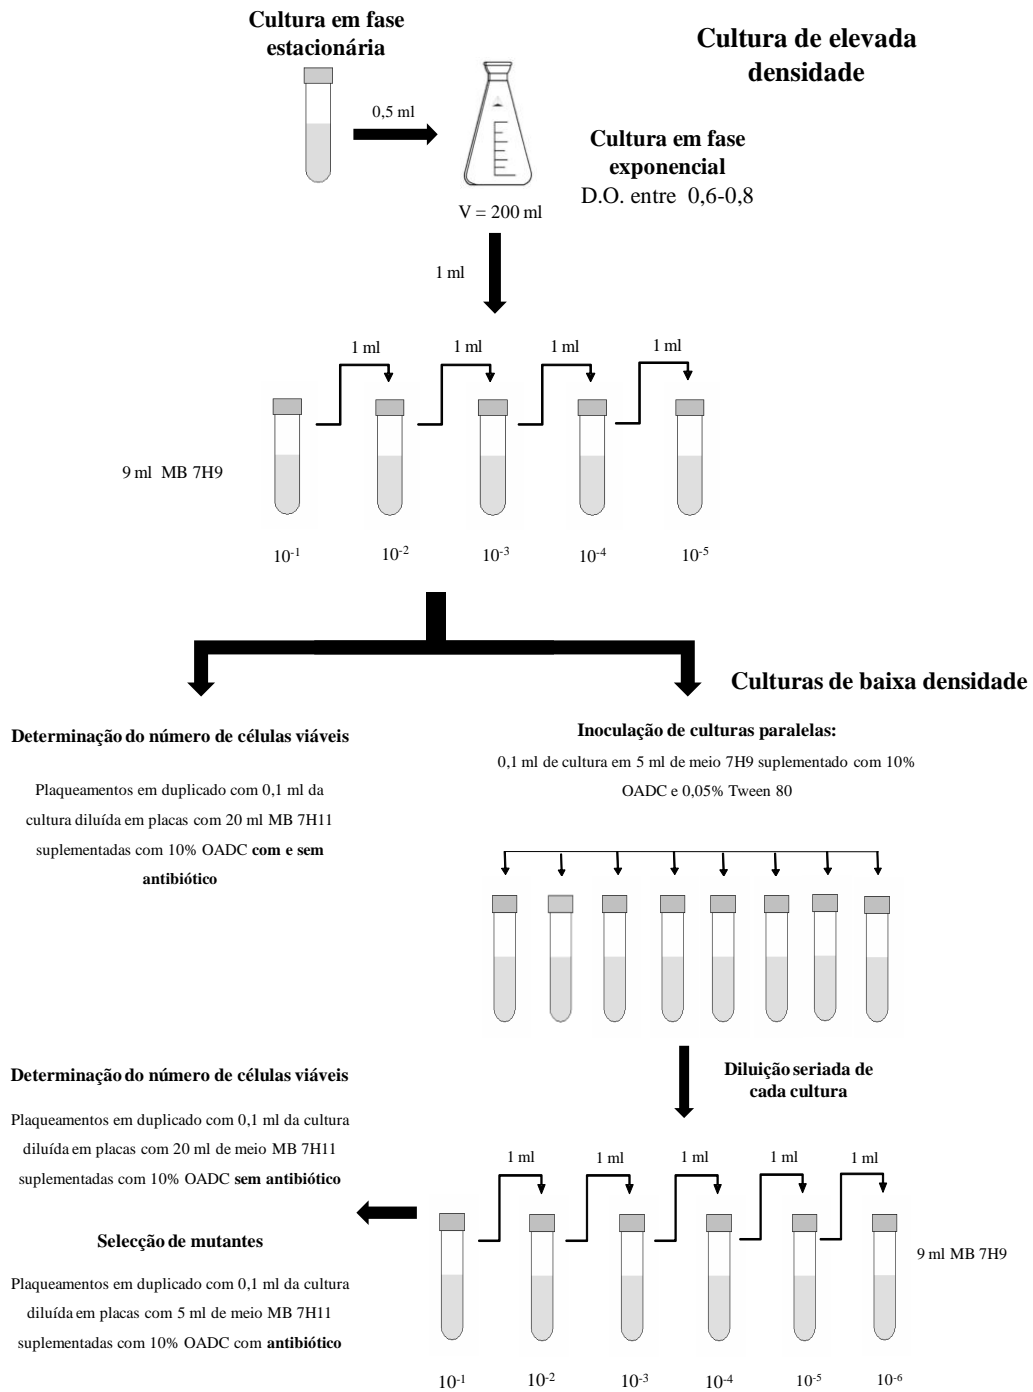 Cultura em fase
estacionária
Cultura de elevada
densidade
0,5 ml
Cultura em fase
exponencial
D.O. entre 0,6-0,8
V = 200 ml
1 ml
1 ml
1 ml
1 ml
1 ml
9 ml MB 7H9
10-1
10-2
10-3
10-4
10-5
Culturas de baixa densidade
Determinação do número de células viáveis
Plaqueamentos em duplicado com 0,1 ml da
cultura diluída em placas com 20 ml MB 7H11
suplementadas com 10% OADC com e sem
antibiótico
Inoculação de culturas paralelas:
0,1 ml de cultura em 5 ml de meio 7H9 suplementado com 10%
OADC e 0,05% Tween 80
Diluição seriada de
cada cultura
Determinação do número de células viáveis
Plaqueamentos em duplicado com 0,1 ml da cultura
diluída em placas com 20 ml de meio MB 7H11
suplementadas com 10% OADC sem antibiótico
Selecção de mutantes
Plaqueamentos em duplicado com 0,1 ml da cultura
diluída em placas com 5 ml de meio MB 7H11
suplementadas com 10% OADC com antibiótico
1 ml
1 ml
1 ml
1 ml
1 ml
9 ml MB 7H9
10-1
10-2
10-3
10-4
10-5
10-6